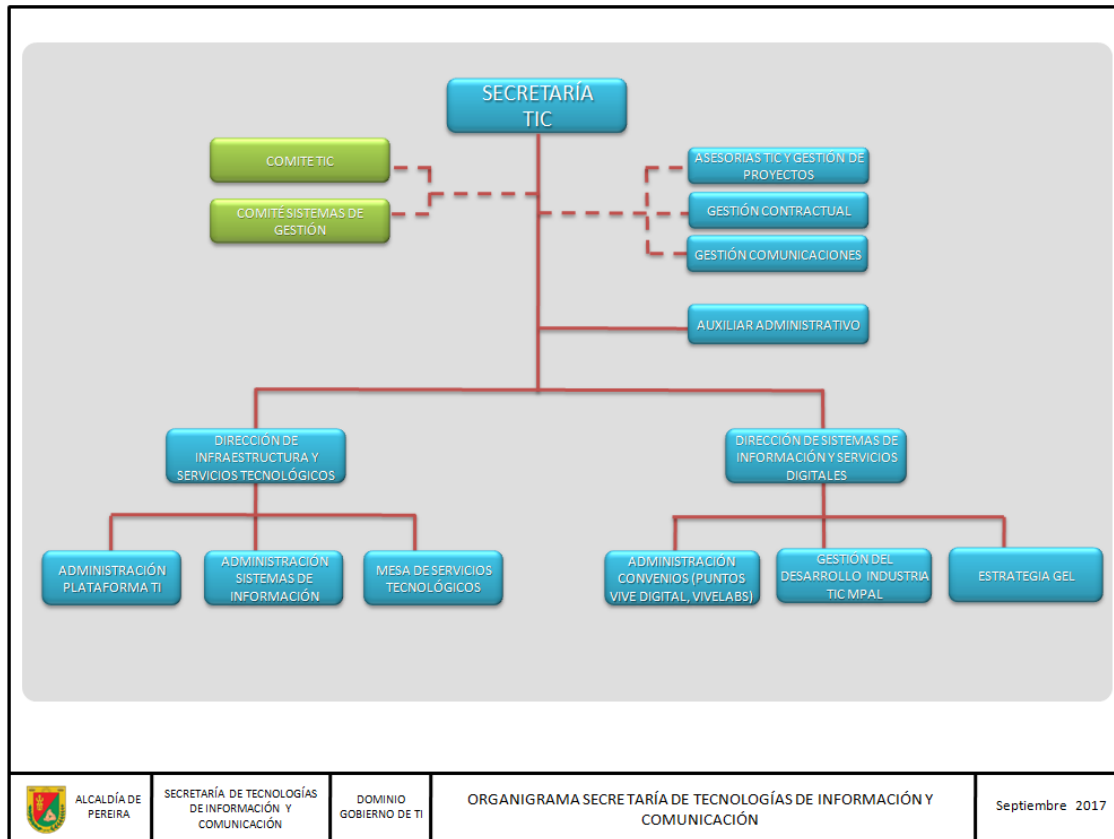 SECRETARÍA
TIC
COMITE TIC
COMITÉ SISTEMAS DE
GESTIÓN
ASESORIAS TIC Y GESTIÓN DE
PROYECTOS
GESTIÓN CONTRACTUAL
GESTIÓN COMUNICACIONES
AUXILIAR ADMINISTRATIVO
DIRECCIÓN DE
INFRAESTRUCTURA Y
SERVICIOS TECNOLÓGICOS
DIRECCIÓN DE SISTEMAS DE
INFORMACIÓN Y SERVICIOS
DIGITALES
ADMINISTRACIÓN
PLATAFORMA TI
ADMINISTRACIÓN
SISTEMAS DE
INFORMACIÓN
MESA DE SERVICIOS
TECNOLÓGICOS
ADMINISTRACIÓN
CONVENIOS (PUNTOS
VIVE DIGITAL, VIVELABS)
GESTIÓN DEL
DESARROLLO INDUSTRIA
TIC MPAL
ESTRATEGIA GEL
ALCALDÍA DE
PEREIRA
SECRETARÍA DE TECNOLOGÍAS
DE INFORMACIÓN Y
COMUNICACIÓN
DOMINIO
GOBIERNO DE TI
ORGANIGRAMA SECRETARÍA DE TECNOLOGÍAS DE INFORMACIÓN Y
COMUNICACIÓN
Septiembre 2017